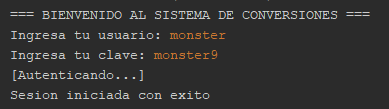 === BIENVENIDO AL SISTEMA DE CONVERSIONES ===
Ingresa tu usuario: monster
Ingresa tu clave: monster9
[Autenticando...]
Sesion iniciada con exito